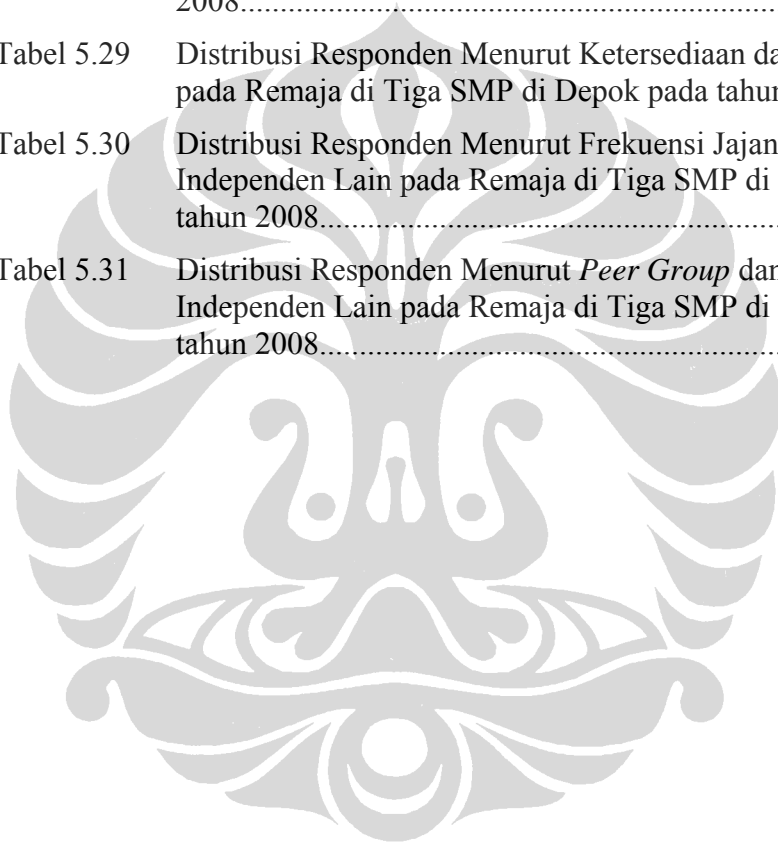 2008...........................................................................
Tabel 5.29 Distribusi Responden Menurut Ketersediaan da
pada Remaja di Tiga SMP di Depok pada tahun
Tabel 5.30 Distribusi Responden Menurut Frekuensi Jajan
Independen Lain pada Remaja di Tiga SMP di
tahun 2008................................................................
Tabel 5.31 Distribusi Responden Menurut Peer Group dan
Independen Lain pada Remaja di Tiga SMP di
tahun 2008................................................................